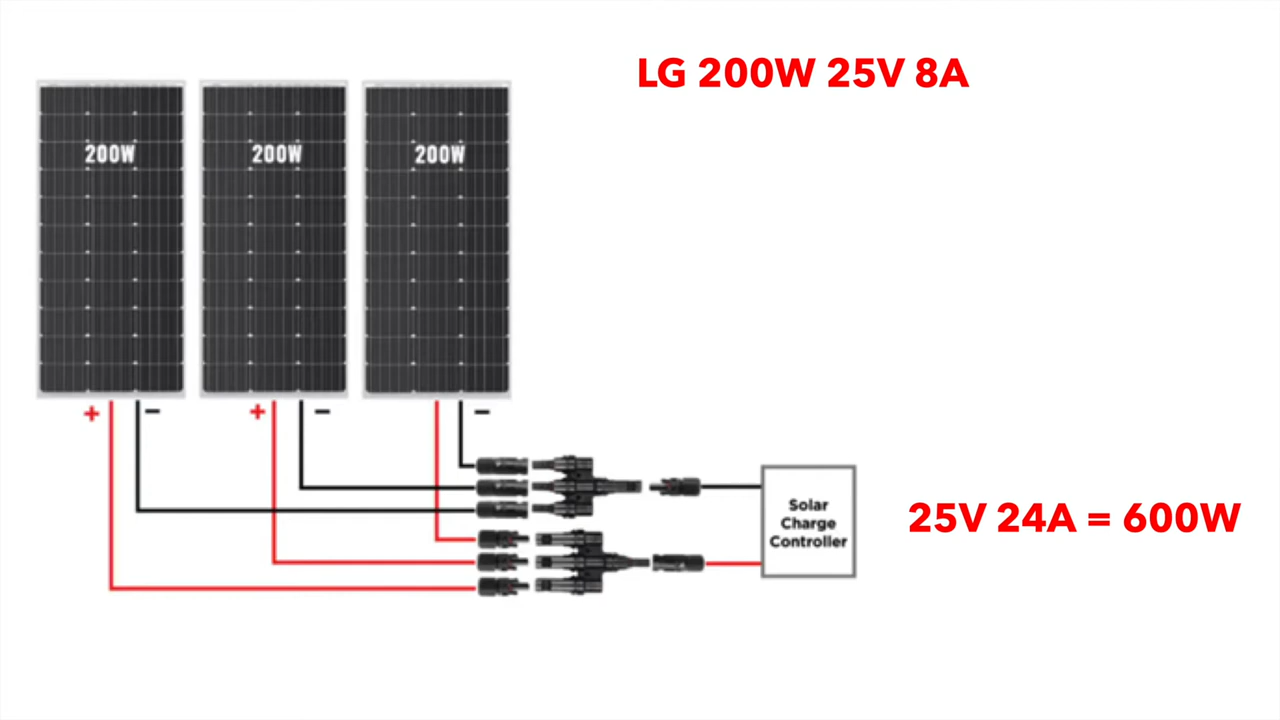 LG 200W 25V 8A
200W
200W
200W
+
−
+
−
−
Solar
Charge
Controller
25V 24A = 600W